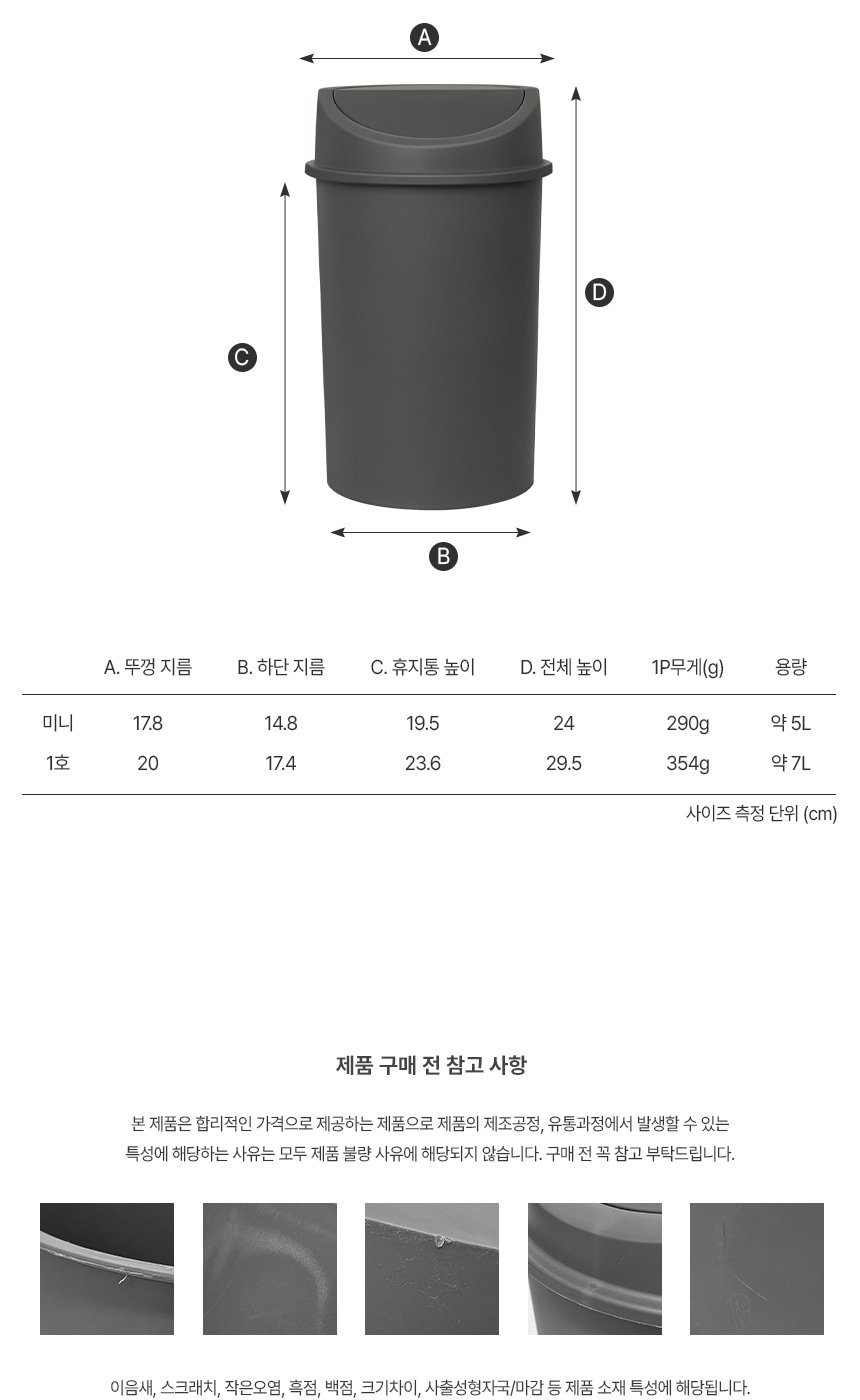 A
D
C
B
A. 뚜껑 지름 B. 하단 지름 C. 휴지통 높이 D. 전체 높이 1P무게(g) 용량
미니 17.8 14.8 19.5 24 290g 약 5L
1호 20 17.4 23.6 29.5 354g 약 7L
사이즈 측정 단위 (cm)
제품 구매 전 참고 사항
본 제품은 합리적인 가격으로 제공하는 제품으로 제품의 제조공정, 유통과정에서 발생할 수 있는
특성에 해당하는 사유는 모두 제품 불량 사유에 해당되지 않습니다. 구매 전 꼭 참고 부탁드립니다.
이음새, 스크래치, 작은오염, 흑점, 백점, 크기차이, 사출성형자국/마감 등 제품 소재 특성에 해당됩니다.